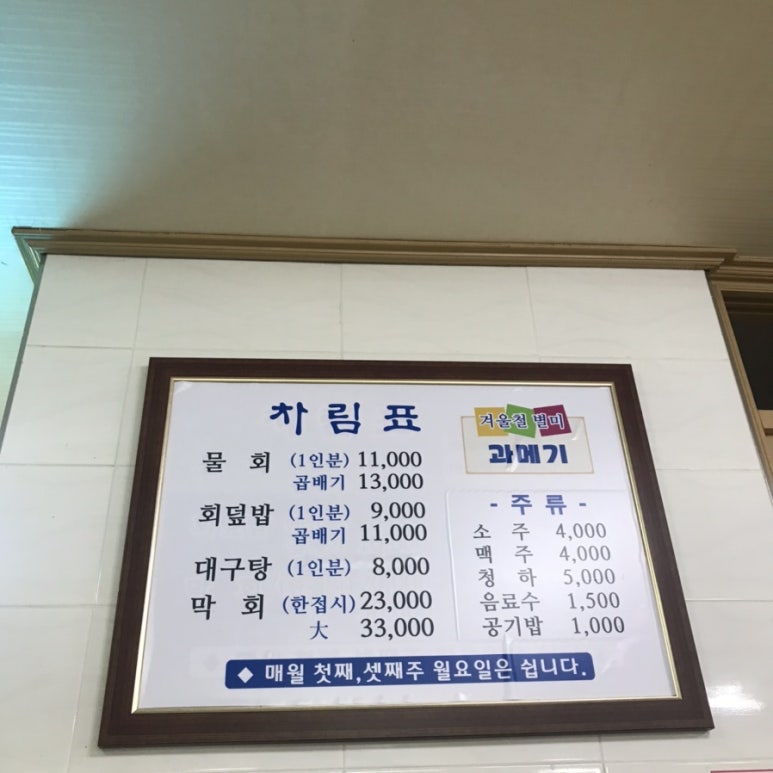 차림표
물 회 (1인분) 11,000
곱배기 13,000
회덮밥 (1인분) 9,000
곱배기 11,000
대구탕 (1인분) 8,000
막 회 (한접시) 23,000
大 33,000
겨울철 별미
과메기
- 주 류 -
소 주 4,000
맥 주 4,000
청 하 5,000
음료수 1,500
공기밥 1,000
◆ 매월 첫째,셋째주 월요일은 쉽니다.